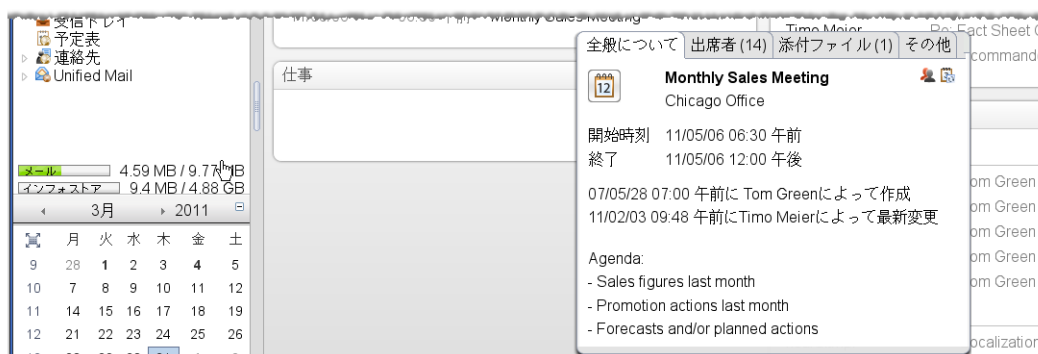 受信トレイ
予定表
連絡先
Unified Mail
メール 4.59 MB / 9.77 MB
インフォストア 9.4 MB / 4.88 GB
3月 2011
月 火 水 木 金 土
9 28 1 2 3 4 5
10 7 8 9 10 11 12
11 14 15 16 17 18 19
12 21 22 23 24 25 26
Monthly Sales Meeting
仕事
Timo Meier Re: Fact Sheet
全般について 出席者 (14) 添付ファイル (1) その他
12
Monthly Sales Meeting
Chicago Office
開始時刻 11/05/06 06:30 午前
終了 11/05/06 12:00 午後
07/05/28 07:00 午前に Tom Greenによって作成
11/02/03 09:48 午前にTimo Meierによって最新変更
Agenda:
- Sales figures last month
- Promotion actions last month
- Forecasts and/or planned actions
om Green
om Green
om Green
om Green
om Green
ocalization